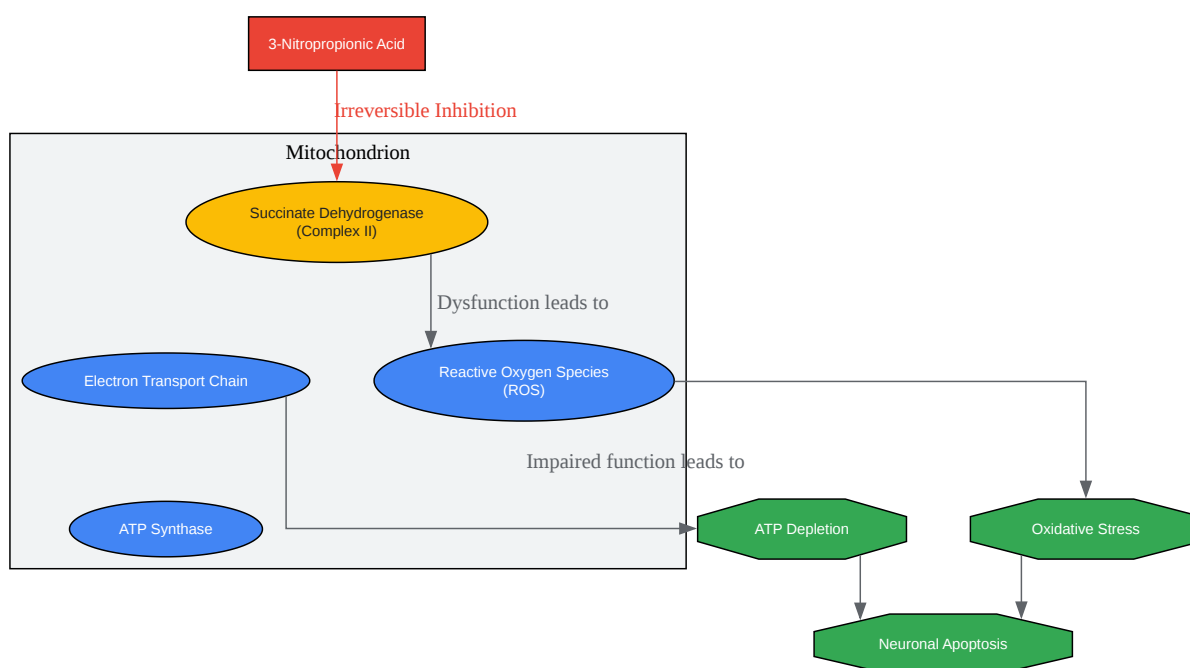 3-Nitropropionic Acid
Irreversible Inhibition
Mitochondrion
Succinate Dehydrogenase
(Complex II)
Dysfunction leads to
Electron Transport Chain
Reactive Oxygen Species
(ROS)
Impaired function leads to
ATP Synthase
ATP Depletion
Oxidative Stress
Neuronal Apoptosis